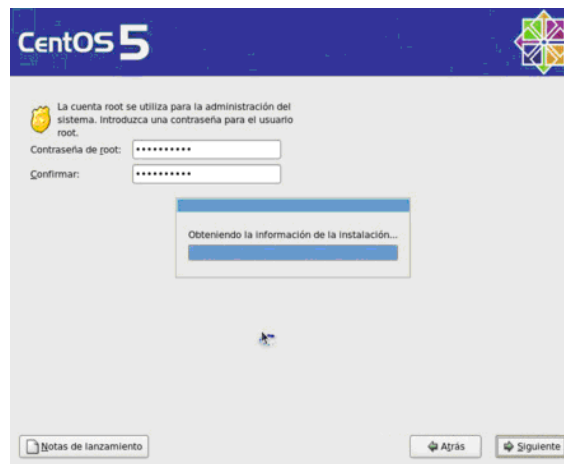 CentOS 5
La cuenta root se utiliza para la administración del
sistema. Introduzca una contraseña para el usuario
root.
Contraseña de root: ••••••••••
Confirmar: ••••••••••
Obteniendo la información de la instalación...
Notas de lanzamiento
Atrás
Siguiente